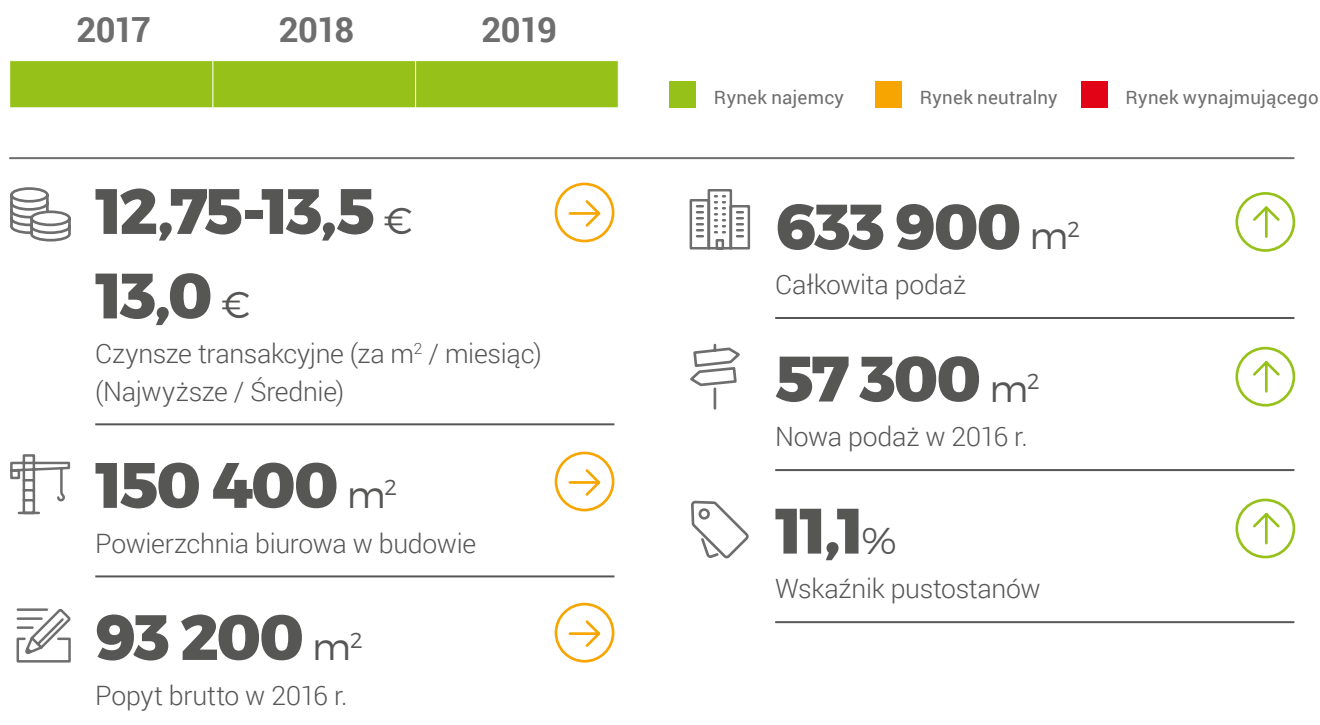 2017 2018 2019
Rynek najemcy Rynek neutralny Rynek wynajmującego
12,75-13,5 €
13,0 €
Czynsze transakcyjne (za m² / miesiąc)
(Najwyższe / Średnie)
150 400 m²
Powierzchnia biurowa w budowie
93 200 m²
Popyt brutto w 2016 r.
633 900 m²
Całkowita podaż
57 300 m²
Nowa podaż w 2016 r.
11,1%
Wskaźnik pustostanów